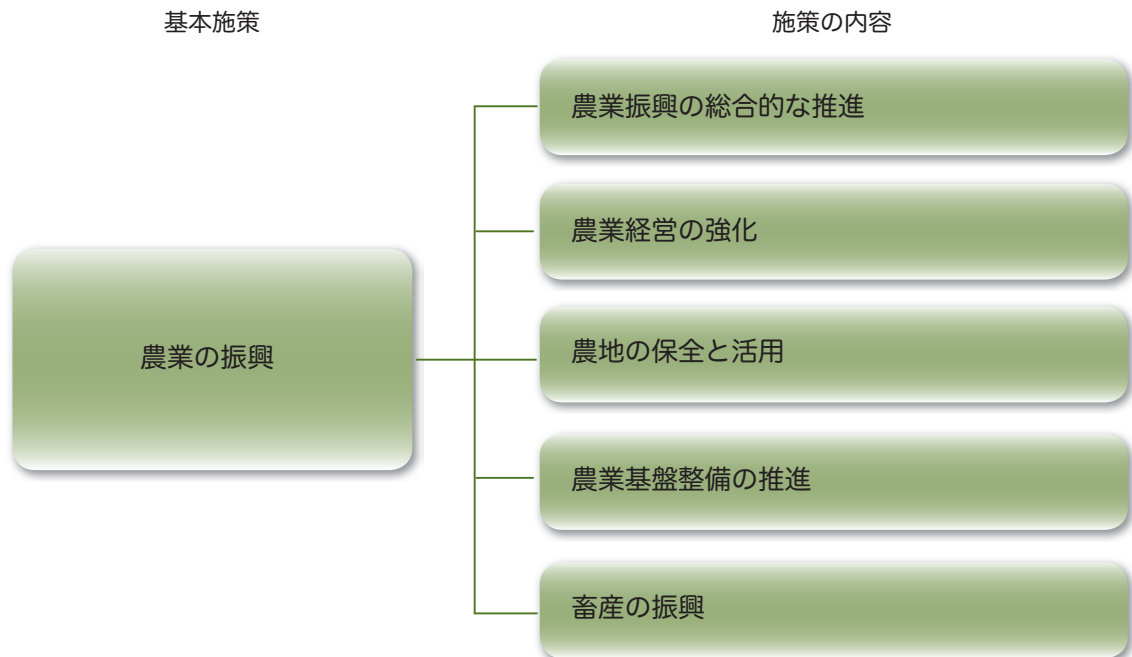 基本施策
施策の内容
農業の振興
農業振興の総合的な推進
農業経営の強化
農地の保全と活用
農業基盤整備の推進
畜産の振興